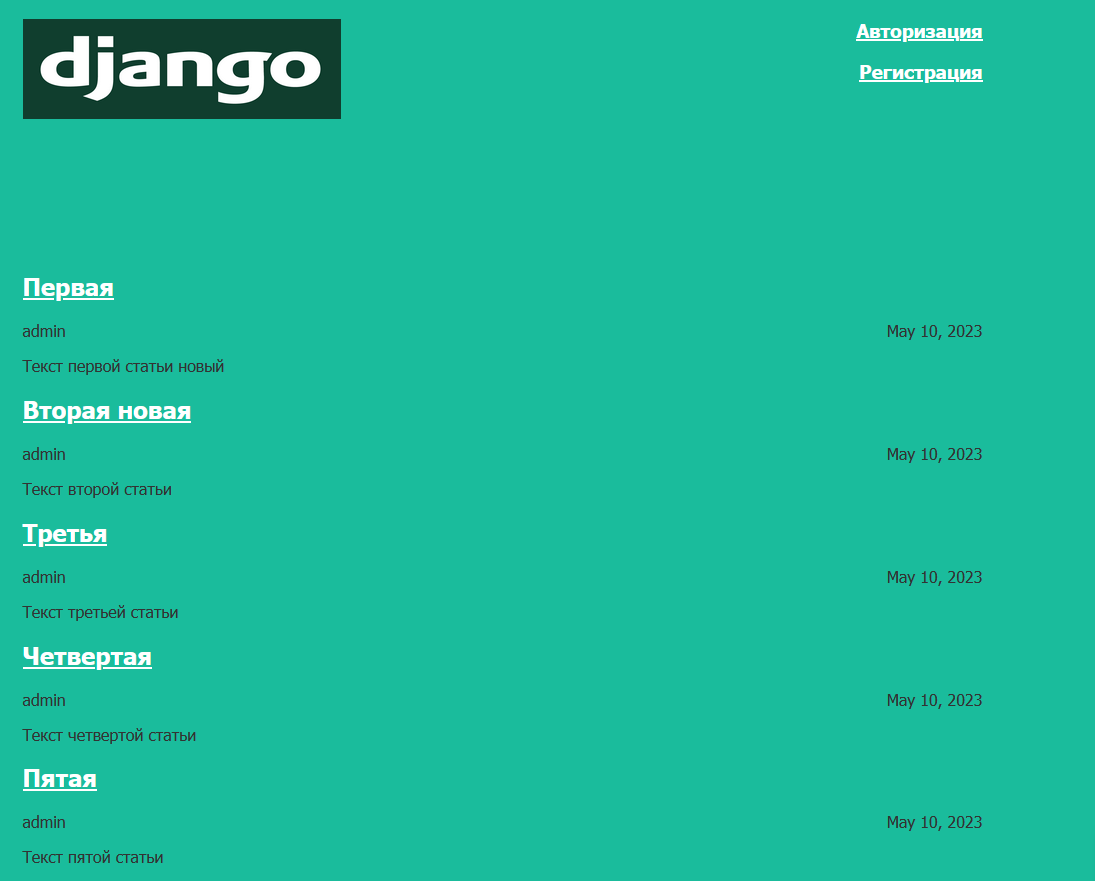 django
Авторизация
Регистрация
Первая
admin May 10, 2023
Текст первой статьи новый
Вторая новая
admin May 10, 2023
Текст второй статьи
Третья
admin May 10, 2023
Текст третьей статьи
Четвертая
admin May 10, 2023
Текст четвертой статьи
Пятая
admin May 10, 2023
Текст пятой статьи